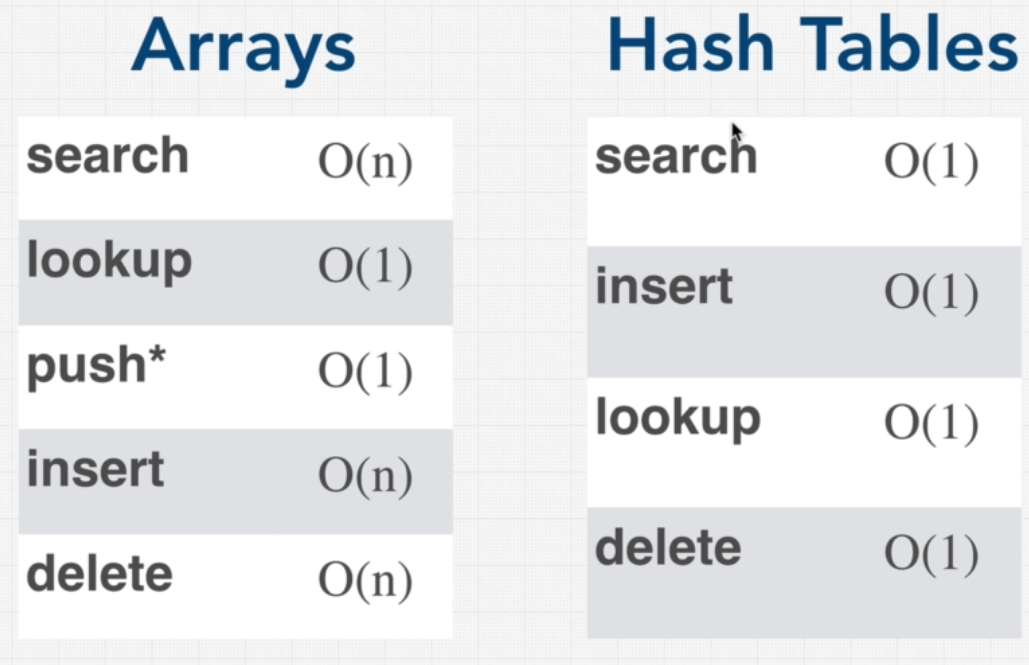 Arrays
search O(n)
lookup O(1)
push* O(1)
insert O(n)
delete O(n)
Hash Tables
search O(1)
insert O(1)
lookup O(1)
delete O(1)